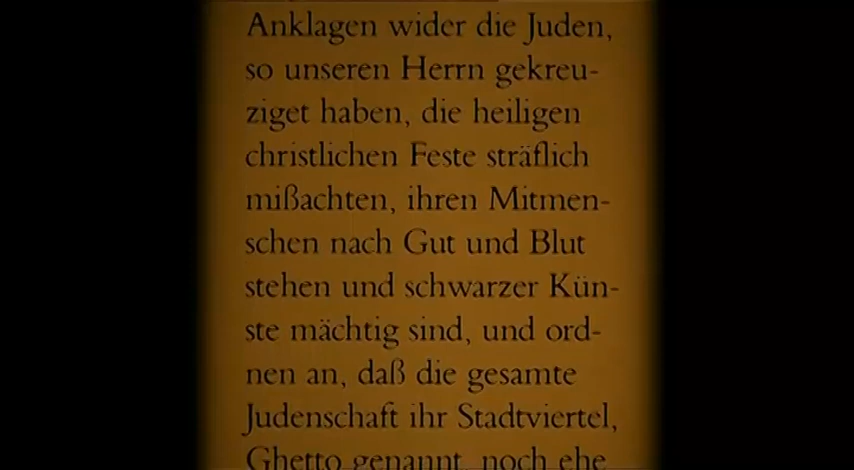 Anklagen wider die Juden,
so unseren Herrn gekreu-
ziget haben, die heiligen
christlichen Feste sträflich
mißachten, ihren Mitmen-
schen nach Gut und Blut
stehen und schwarzer Kün-
ste mächtig sind, und ord-
nen an, daß die gesamte
Judenschaft ihr Stadtviertel,
Ghetto genannt, noch ehe